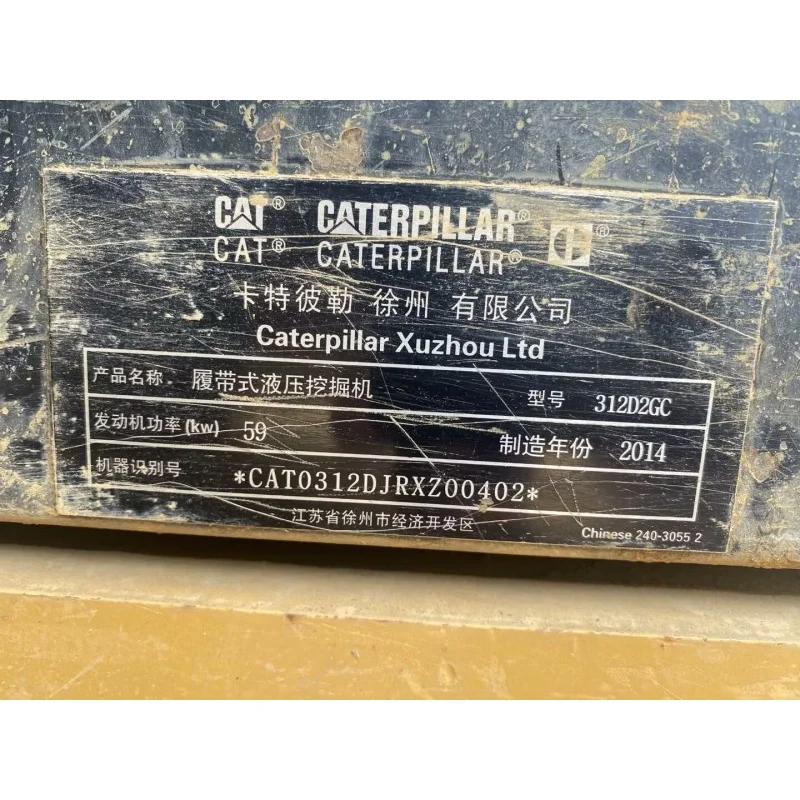 CAT® CATERPILLAR®
CAT® CATERPILLAR® C ®
卡特彼勒 徐州 有限公司
Caterpillar Xuzhou Ltd
产品名称 履带式液压挖掘机 型号 312D2GC
发动机功率(kw) 59 制造年份 2014
机器识别号 *CAT0312DJRXZ00402*
江苏省徐州市经济开发区 Chinese 240-3055 2